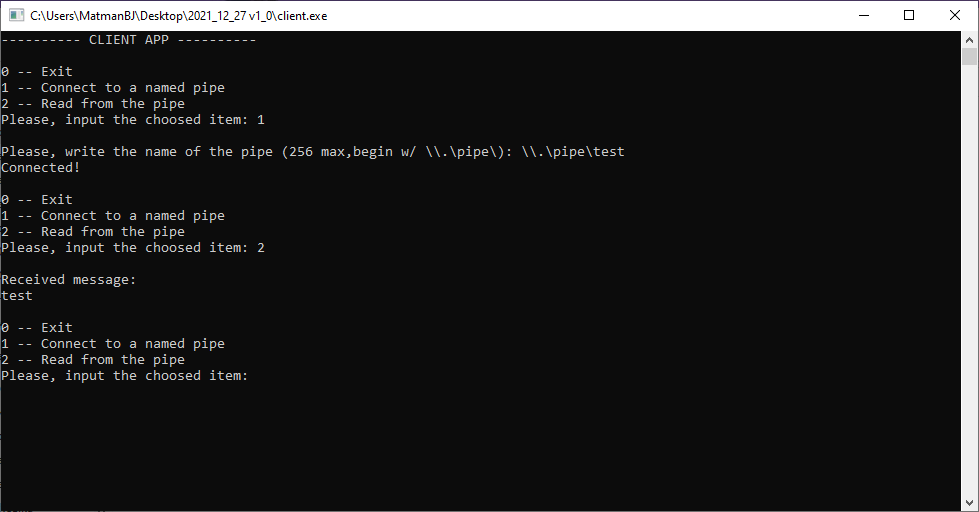 C:\Users\MatmanBJ\Desktop\2021_12_27 v1_0\client.exe
---------- CLIENT APP ----------
0 -- Exit
1 -- Connect to a named pipe
2 -- Read from the pipe
Please, input the choosed item: 1
Please, write the name of the pipe (256 max,begin w/ \\.\pipe\): \\.\pipe\test
Connected!
0 -- Exit
1 -- Connect to a named pipe
2 -- Read from the pipe
Please, input the choosed item: 2
Received message:
test
0 -- Exit
1 -- Connect to a named pipe
2 -- Read from the pipe
Please, input the choosed item: